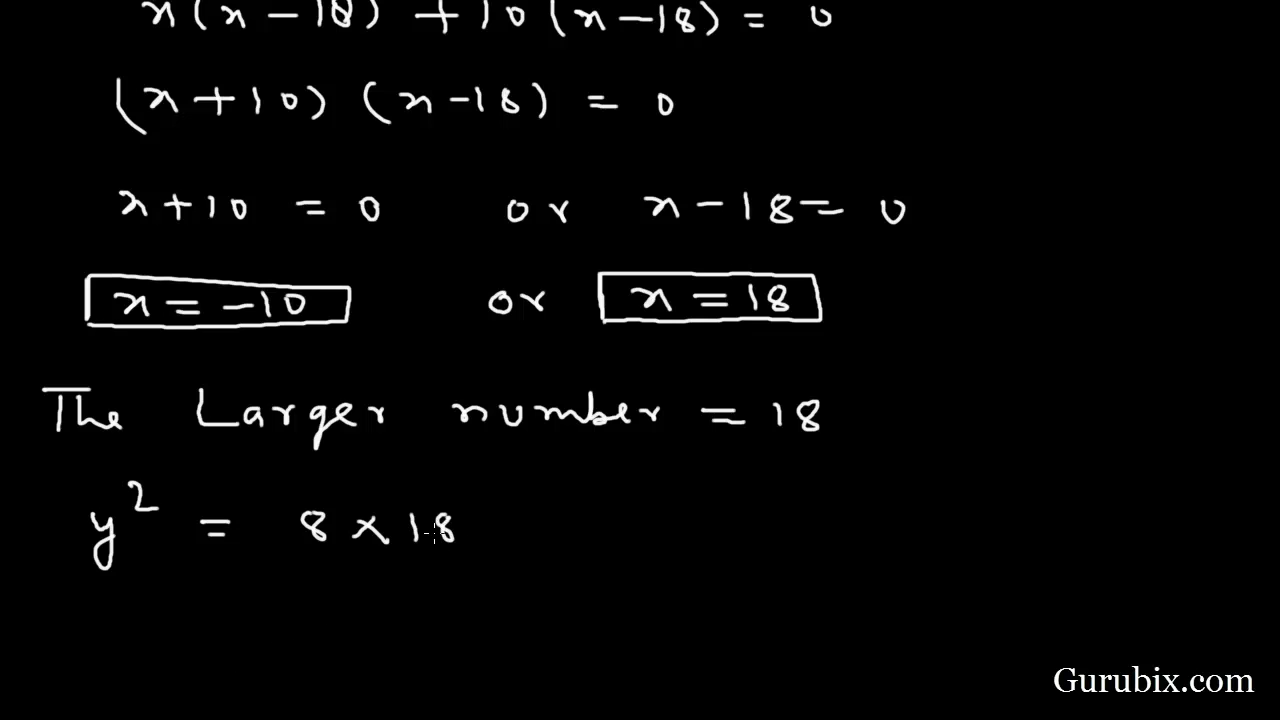 x(x-18) + 10(x-18) = 0
(x+10) (x-18) = 0
x+10 = 0 or x-18 = 0
x = -10 or x = 18
The Larger number = 18
y² = 8 × 18
Gurubix.com